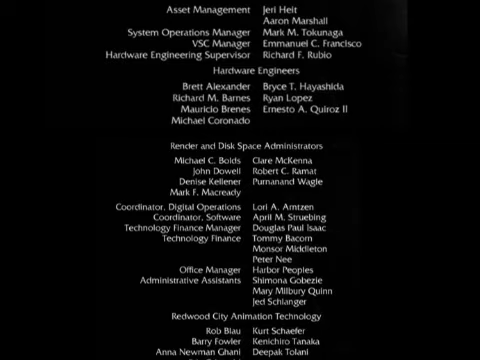 Asset Management Jeri Heit
Aaron Marshall
System Operations Manager Mark M. Tokunaga
VSC Manager Emmanuel C. Francisco
Hardware Engineering Supervisor Richard F. Rubio
Hardware Engineers
Brett Alexander Bryce T. Hayashida
Richard M. Barnes Ryan Lopez
Mauricio Brenes Ernesto A. Quiroz II
Michael Coronado
Render and Disk Space Administrators
Michael C. Bolds Clare McKenna
John Dowell Robert C. Ramat
Denise Kellener Purnanand Wagle
Mark F. Macready
Coordinator, Digital Operations Lori A. Arntzen
Coordinator, Software April M. Struebing
Technology Finance Manager Douglas Paul Isaac
Technology Finance Tommy Bacorn
Monsor Middleton
Peter Nee
Office Manager Harbor Peoples
Administrative Assistants Shimona Gobezie
Mary Milbury Quinn
Jed Schlanger
Redwood City Animation Technology
Rob Blau Kurt Schaefer
Barry Fowler Kenichiro Tanaka
Anna Newman Ghani Deepak Tolani